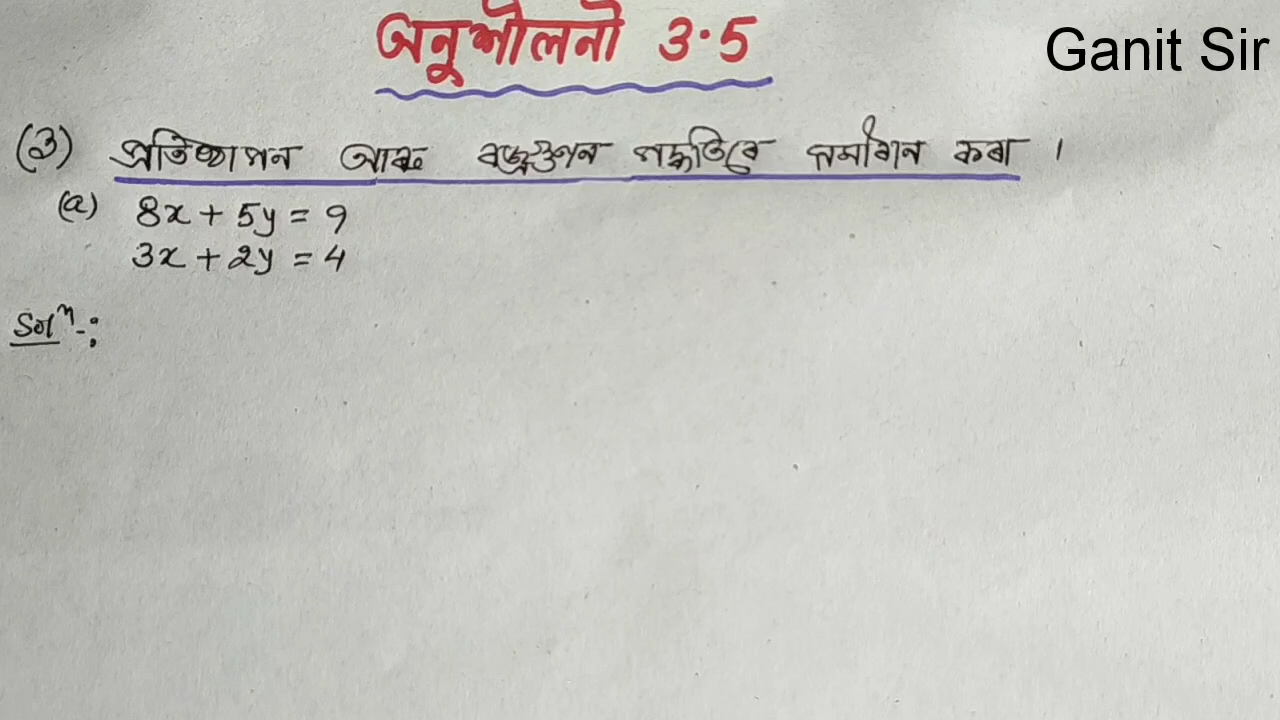 অনুশীলনী 3.5
Ganit Sir
(3) প্ৰতিষ্ঠাপন আৰু বজ্ৰগুণন পদ্ধতিৰে সমাধান কৰা ।
(a) 8x + 5y = 9
3x + 2y = 4
Solⁿ-: